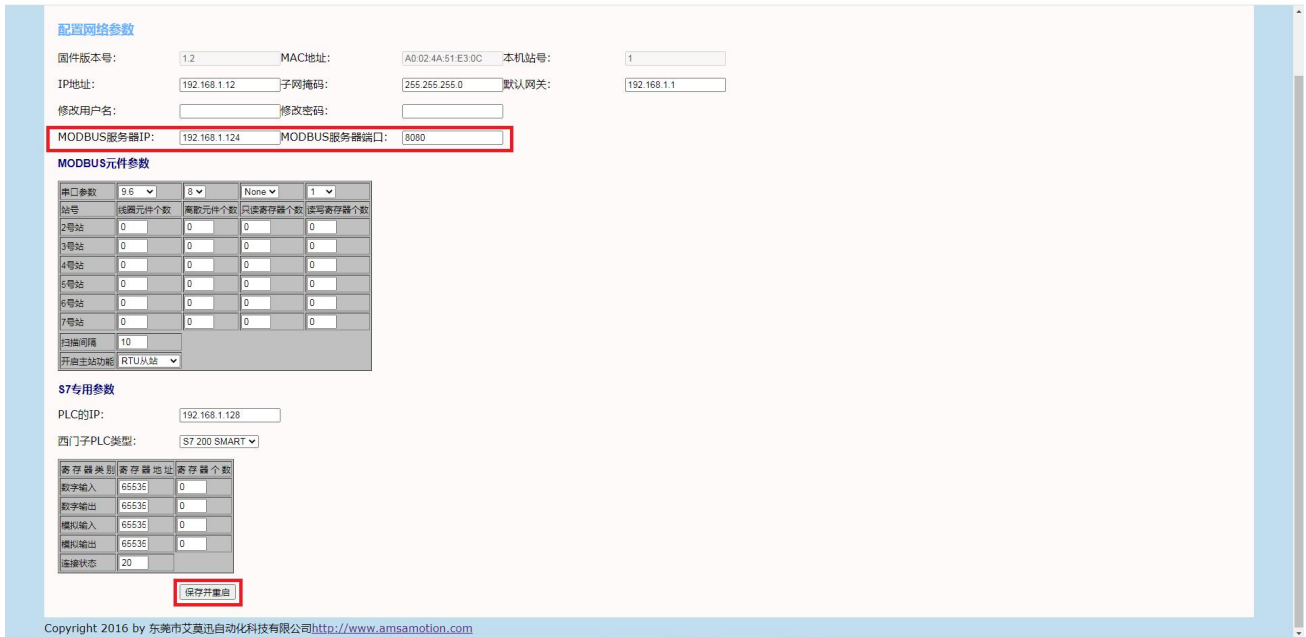 配置网络参数
固件版本号: 1.2 MAC地址: A0:02:4A:51:E3:0C 本机站号: 1
IP地址: 192.168.1.12 子网掩码: 255.255.255.0 默认网关: 192.168.1.1
修改用户名: 修改密码:
MODBUS服务器IP: 192.168.1.124 MODBUS服务器端口: 8080
MODBUS元件参数
串口参数 9.6 8 None 1
站号 线圈元件个数 离散元件个数 只读寄存器个数 读写寄存器个数
2号站 0 0 0 0
3号站 0 0 0 0
4号站 0 0 0 0
5号站 0 0 0 0
6号站 0 0 0 0
7号站 0 0 0 0
扫描间隔 10
开启主站功能 RTU从站
S7专用参数
PLC的IP: 192.168.1.128
西门子PLC类型: S7 200 SMART
寄存器类别 寄存器地址 寄存器个数
数字输入 65535 0
数字输出 65535 0
模拟输入 65535 0
模拟输出 65535 0
连接状态 20
保存并重启
Copyright 2016 by 东莞市艾莫迅自动化科技有限公司http://www.amsamotion.com